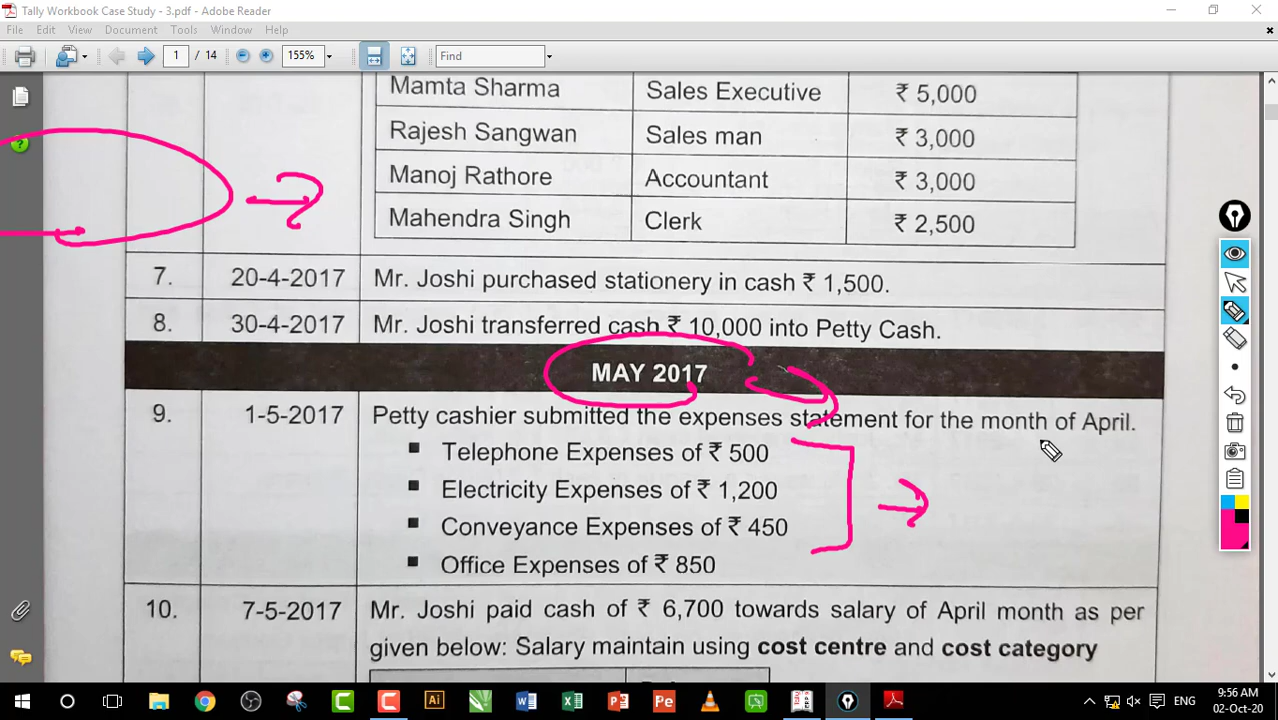 Tally Workbook Case Study - 3.pdf - Adobe Reader
File Edit View Document Tools Window Help
1 / 14 155% Find
Mamta Sharma Sales Executive ₹ 5,000
Rajesh Sangwan Sales man ₹ 3,000
Manoj Rathore Accountant ₹ 3,000
Mahendra Singh Clerk ₹ 2,500
7. 20-4-2017 Mr. Joshi purchased stationery in cash ₹ 1,500.
8. 30-4-2017 Mr. Joshi transferred cash ₹ 10,000 into Petty Cash.
MAY 2017
9. 1-5-2017 Petty cashier submitted the expenses statement for the month of April.
▪ Telephone Expenses of ₹ 500
▪ Electricity Expenses of ₹ 1,200
▪ Conveyance Expenses of ₹ 450
▪ Office Expenses of ₹ 850
10. 7-5-2017 Mr. Joshi paid cash of ₹ 6,700 towards salary of April month as per
given below: Salary maintain using cost centre and cost category
ENG
9:56 AM
02-Oct-20